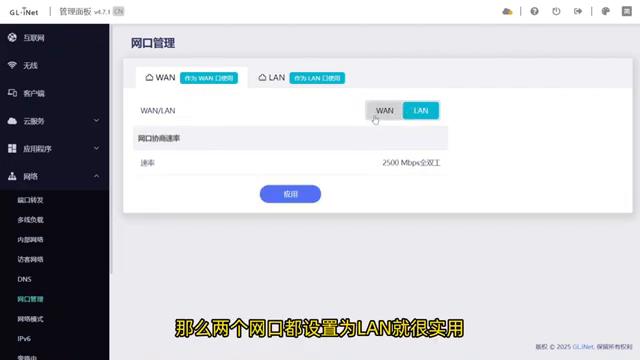 GL·iNet 管理面板 v4.7.1 CN 简
互联网
无线
客户端
云服务
应用程序
网络
端口转发
多线负载
内部网络
访客网络
DNS
网口管理
网络模式
IPv6
网口管理
WAN 作为 WAN 口使用 LAN 作为 LAN 口使用
WAN/LAN WAN LAN
网口协商速率
速率 2500 Mbps全双工
应用
那么两个网口都设置为LAN就很实用
版权 © 2025 GL.iNet. 保留所有权利